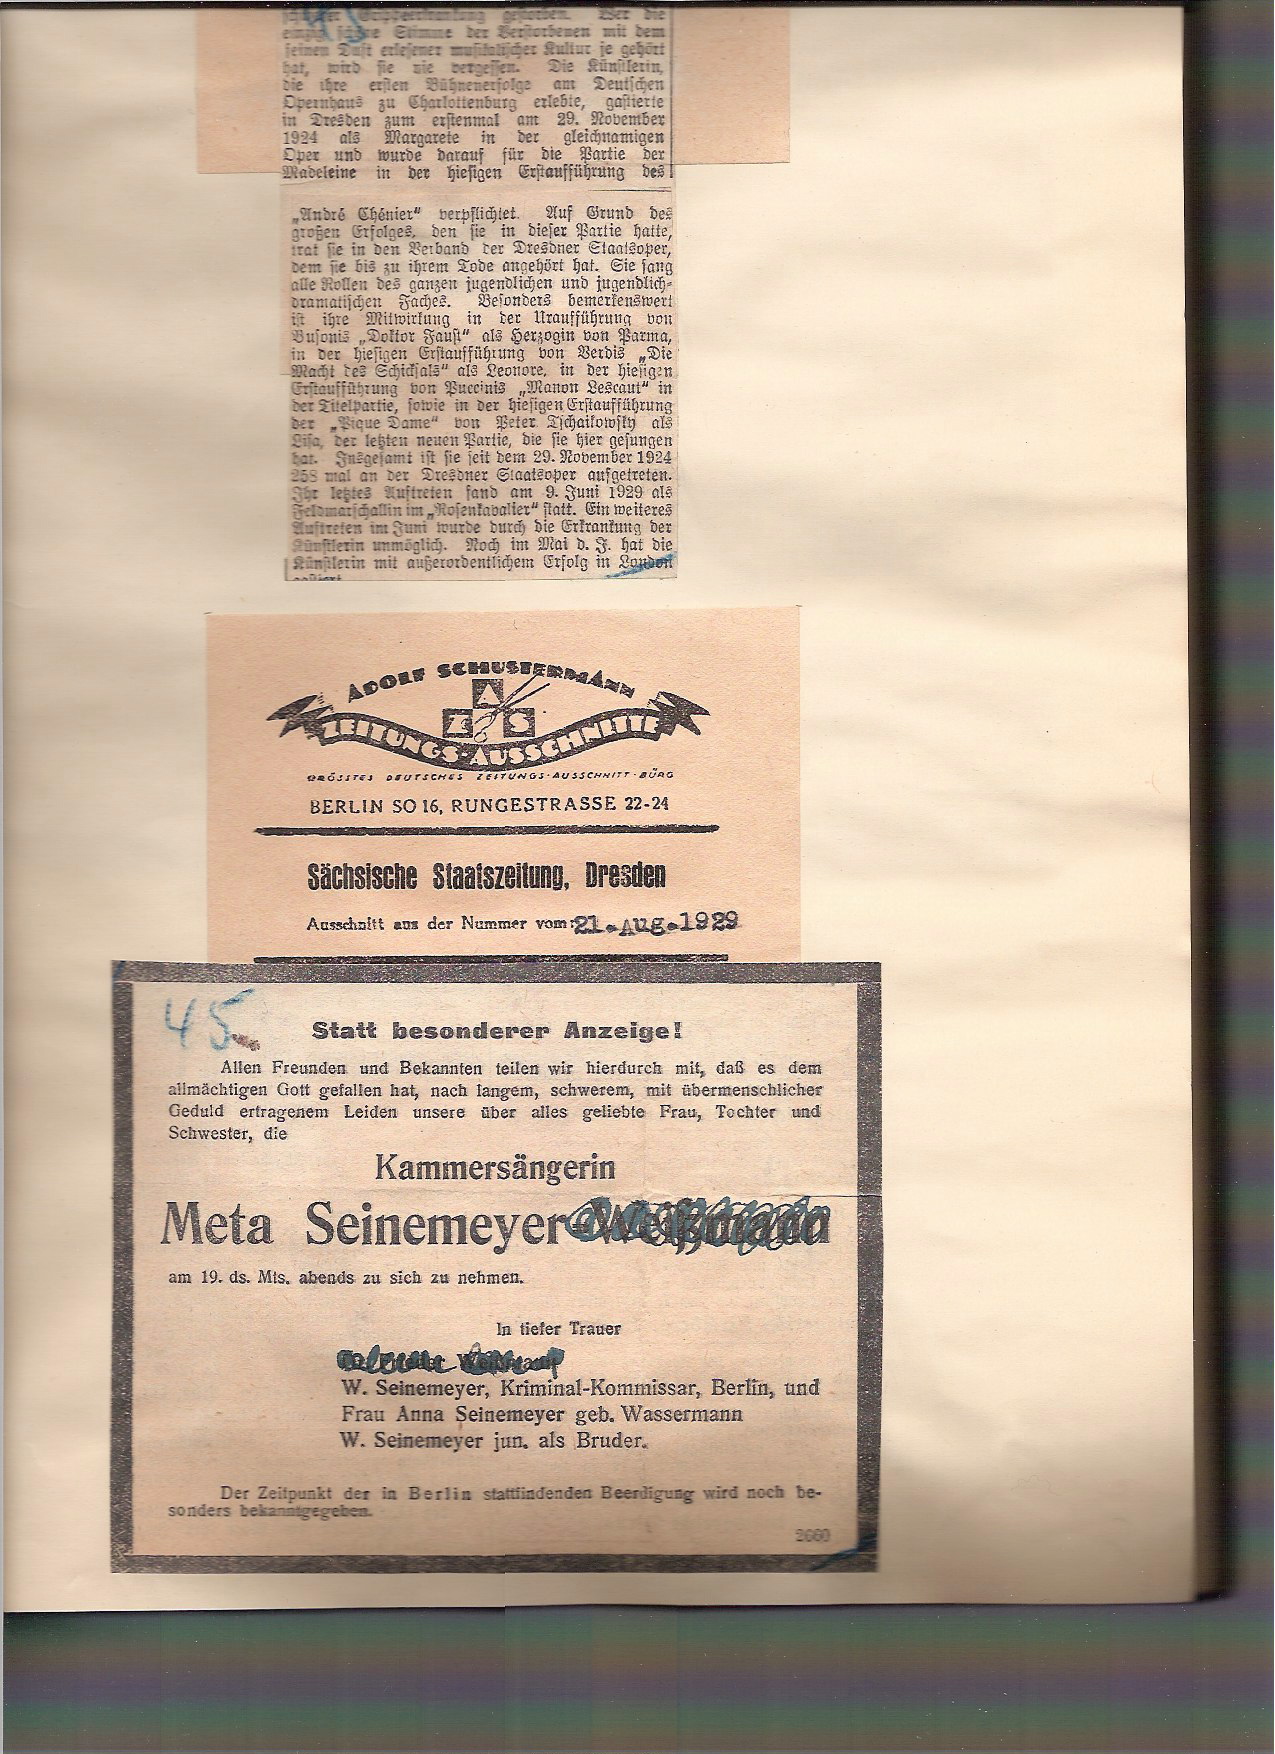 schwerer Grippeerkrankung gestorben. Wer die
Stimme der Verstorbenen mit dem
feinen Duft erlesener musikalischer Kultur je gehört
hat, wird sie nie vergessen. Die Künstlerin,
die ihre ersten Bühnenerfolge am Deutschen
Opernhaus zu Charlottenburg erlebte, gastierte
in Dresden zum erstenmal am 29. November
1924 als Margarete in der gleichnamigen
Oper und wurde darauf für die Partie der
Madeleine in der hiesigen Erstaufführung des
„André Chénier“ verpflichtet. Auf Grund des
großen Erfolges, den sie in dieser Partie hatte,
trat sie in den Verband der Dresdner Staatsoper,
dem sie bis zu ihrem Tode angehört hat. Sie sang
alle Rollen des ganzen jugendlichen und jugendlich-
dramatischen Faches. Besonders bemerkenswert
ist ihre Mitwirkung in der Uraufführung von
Busonis „Doktor Faust“ als Herzogin von Parma,
in der hiesigen Erstaufführung von Verdis „Die
Macht des Schicksals“ als Leonore, in der hiesigen
Erstaufführung von Puccinis „Manon Lescaut“ in
der Titelpartie, sowie in der hiesigen Erstaufführung
der „Pique Dame“ von Peter Tschaikowsky als
Lisa, der letzten neuen Partie, die sie hier gesungen
hat. Insgesamt ist sie seit dem 29. November 1924
258 mal an der Dresdner Staatsoper aufgetreten.
Ihr letztes Auftreten fand am 9. Juni 1929 als
Feldmarschallin im „Rosenkavalier“ statt. Ein weiteres
Auftreten im Juni wurde durch die Erkrankung der
Künstlerin unmöglich. Noch im Mai d. J. hat die
Künstlerin mit außerordentlichem Erfolg in London
gastiert.
ADOLF SCHUSTERMANN
A
Z S
ZEITUNGS-AUSSCHNITTE
GRÖSSTES DEUTSCHES ZEITUNGS-AUSSCHNITT-BÜRO
BERLIN SO 16, RUNGESTRASSE 22-24
Sächsische Staatszeitung, Dresden
Ausschnitt aus der Nummer vom: 21. Aug. 1929
45
Statt besonderer Anzeige!
Allen Freunden und Bekannten teilen wir hierdurch mit, daß es dem
allmächtigen Gott gefallen hat, nach langem, schwerem, mit übermenschlicher
Geduld ertragenem Leiden unsere über alles geliebte Frau, Tochter und
Schwester, die
Kammersängerin
Meta Seinemeyer-Weißmann
am 19. ds. Mts. abends zu sich zu nehmen.
In tiefer Trauer
Frieder Weißmann
W. Seinemeyer, Kriminal-Kommissar, Berlin, und
Frau Anna Seinemeyer geb. Wassermann
W. Seinemeyer jun. als Bruder.
Der Zeitpunkt der in Berlin stattfindenden Beerdigung wird noch be-
sonders bekanntgegeben.
2660